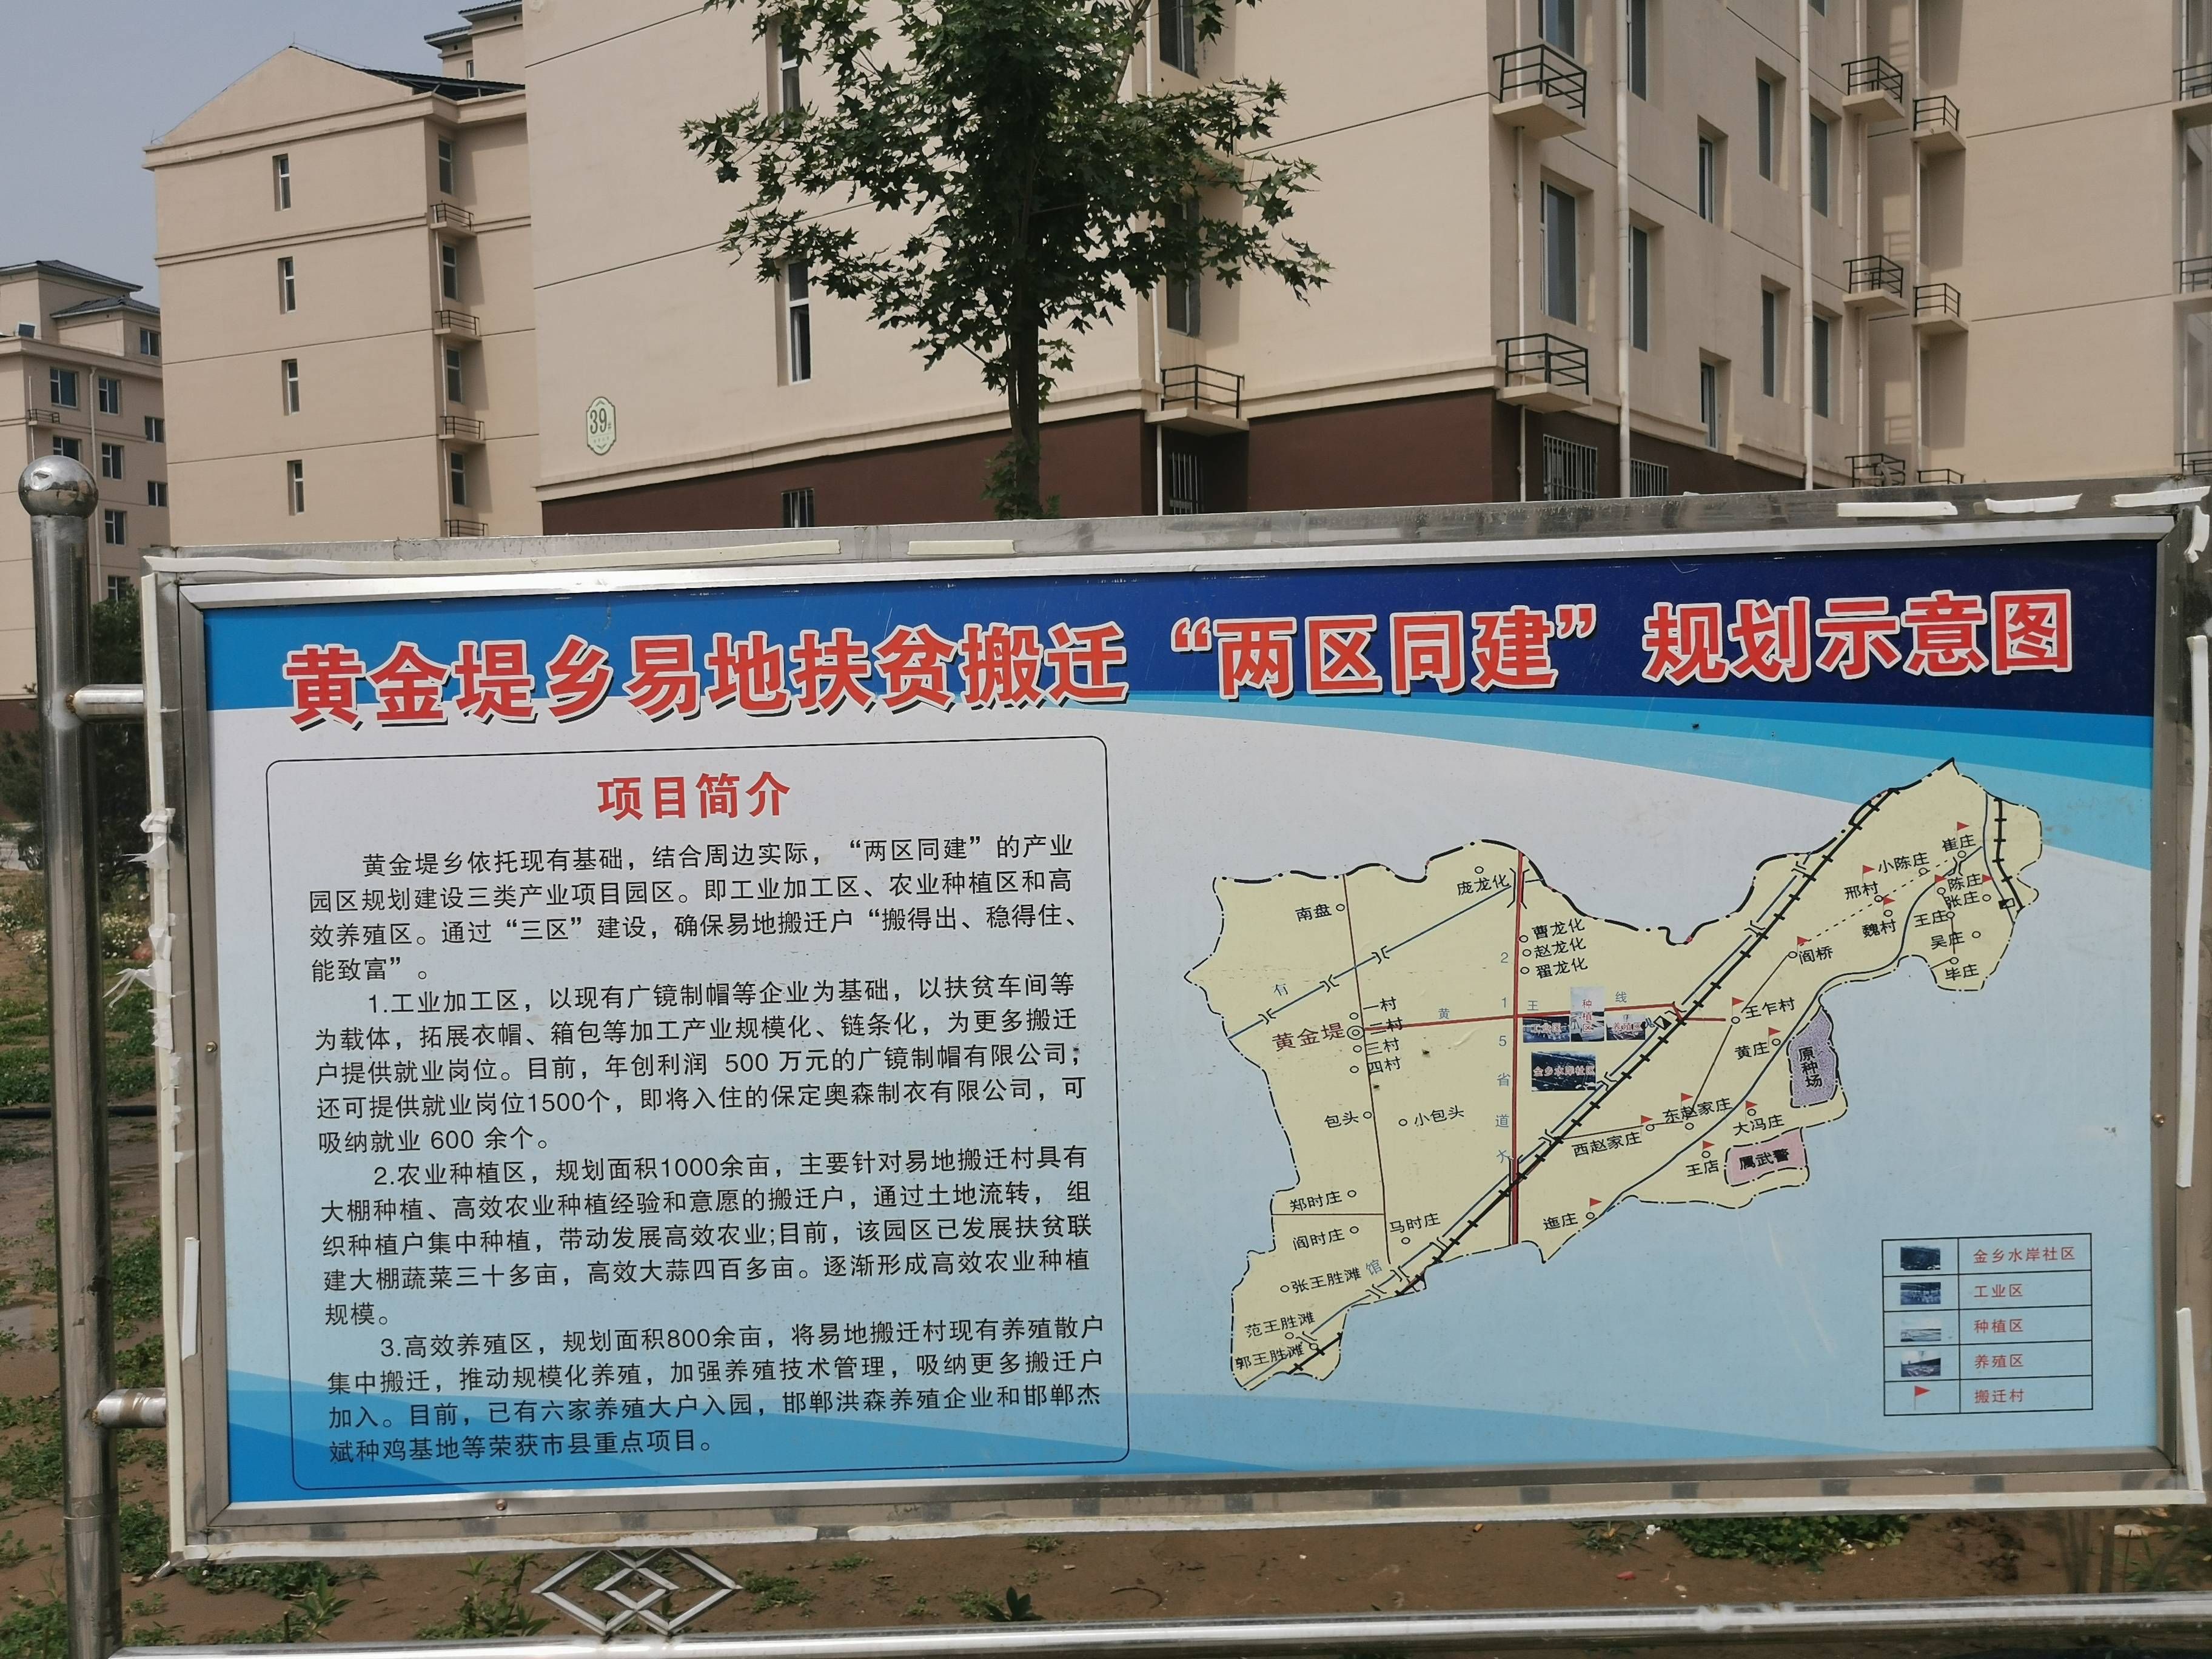 39
黄金堤乡易地扶贫搬迁“两区同建”规划示意图
项目简介
黄金堤乡依托现有基础，结合周边实际，“两区同建”的产业
园区规划建设三类产业项目园区。即工业加工区、农业种植区和高
效养殖区。通过“三区”建设，确保易地搬迁户“搬得出、稳得住、
能致富”。
1.工业加工区，以现有广镜制帽等企业为基础，以扶贫车间等
为载体，拓展衣帽、箱包等加工产业规模化、链条化，为更多搬迁
户提供就业岗位。目前，年创利润 500 万元的广镜制帽有限公司；
还可提供就业岗位1500个，即将入住的保定奥森制衣有限公司，可
吸纳就业 600 余个。
2.农业种植区，规划面积1000余亩，主要针对易地搬迁村具有
大棚种植、高效农业种植经验和意愿的搬迁户，通过土地流转， 组
织种植户集中种植，带动发展高效农业;目前，该园区已发展扶贫联
建大棚蔬菜三十多亩，高效大蒜四百多亩。逐渐形成高效农业种植
规模。
3.高效养殖区，规划面积800余亩，将易地搬迁村现有养殖散户
集中搬迁，推动规模化养殖，加强养殖技术管理，吸纳更多搬迁户
加入。目前，已有六家养殖大户入园，邯郸洪森养殖企业和邯郸杰
斌种鸡基地等荣获市县重点项目。
崔庄
小陈庄
邢村
陈庄
张庄
王庄
魏村
吴庄
毕庄
阎桥
庞龙化
南盘
曹龙化
赵龙化
翟龙化
有
2
1
5
省
道
大
黄
王
线
种植区
工业区
金乡水岸社区
一村
黄金堤
二村
三村
四村
王乍村
黄庄
原种场
包头
小包头
东赵家庄
西赵家庄
大冯庄
王店
属武警
郑时庄
阎时庄
马时庄
迤庄
张王胜滩
馆
范王胜滩
郭王胜滩
金乡水岸社区
工业区
种植区
养殖区
搬迁村